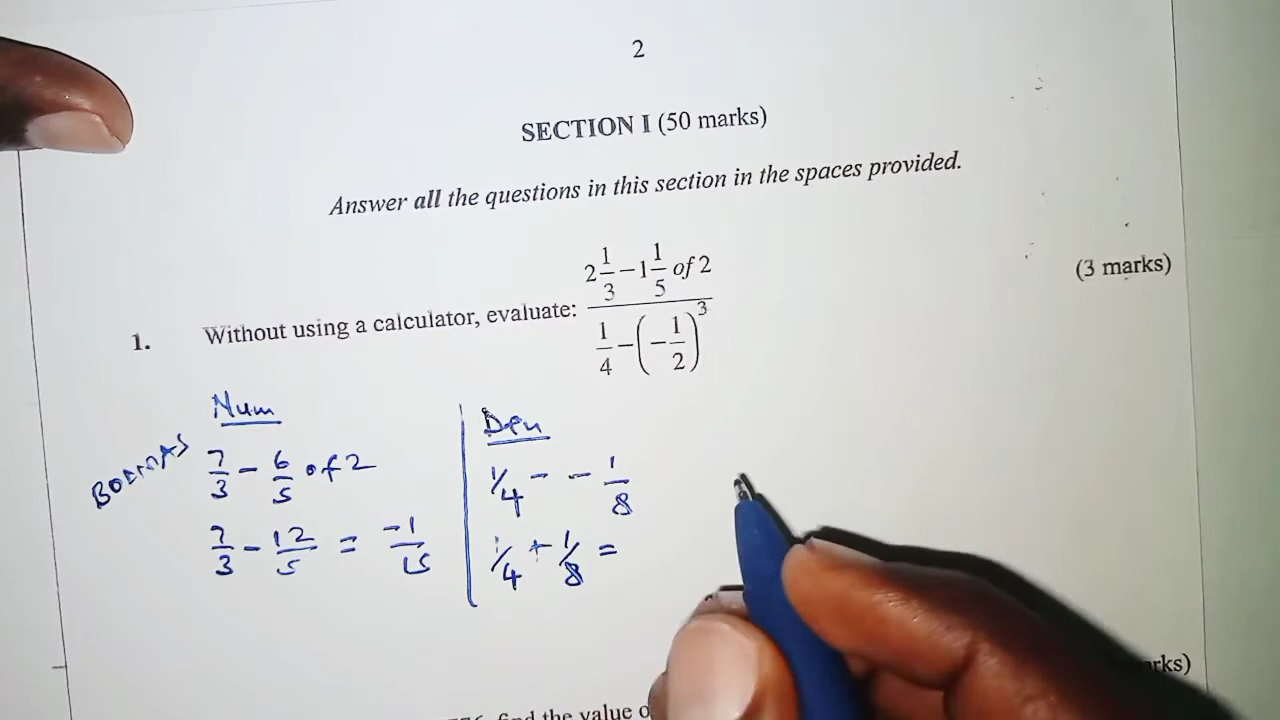 2
SECTION I (50 marks)
Answer all the questions in this section in the spaces provided.
1. Without using a calculator, evaluate: (2 1/3 − 1 1/5 of 2) / (1/4 − (−1/2)^3) (3 marks)
Num
BODMAS
7/3 − 6/5 of 2
7/3 − 12/5 = −1/15
Den
1/4 − − 1/8
1/4 + 1/8 =
find the value